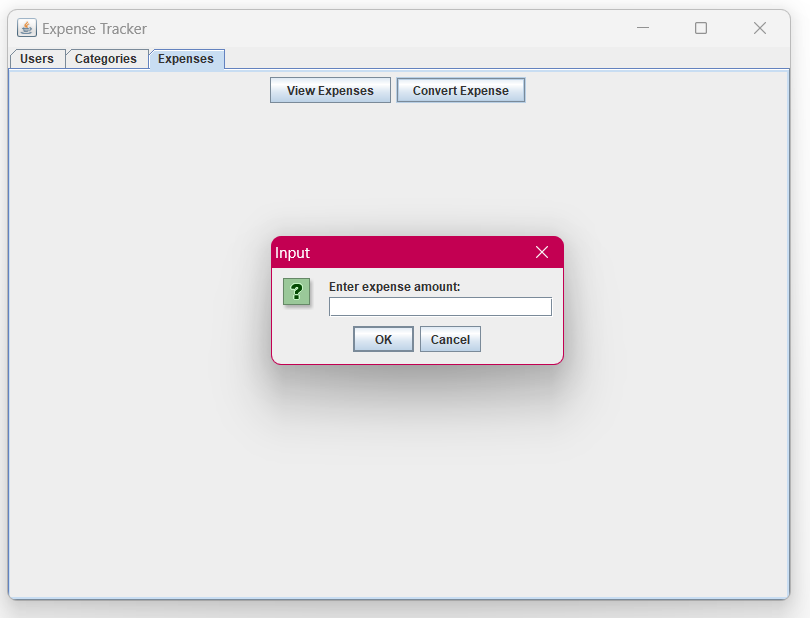 Expense Tracker
Users Categories Expenses
View Expenses Convert Expense
Input
? Enter expense amount:
OK Cancel